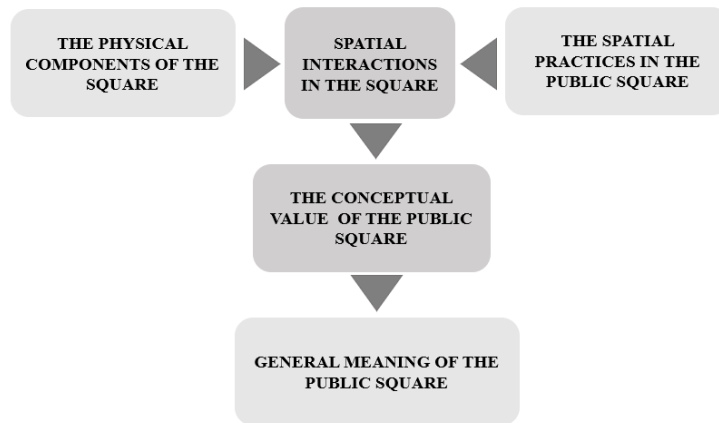 THE PHYSICAL
COMPONENTS OF THE
SQUARE
SPATIAL
INTERACTIONS
IN THE SQUARE
THE SPATIAL
PRACTICES IN THE
PUBLIC SQUARE
THE CONCEPTUAL
VALUE OF THE PUBLIC
SQUARE
GENERAL MEANING OF THE
PUBLIC SQUARE